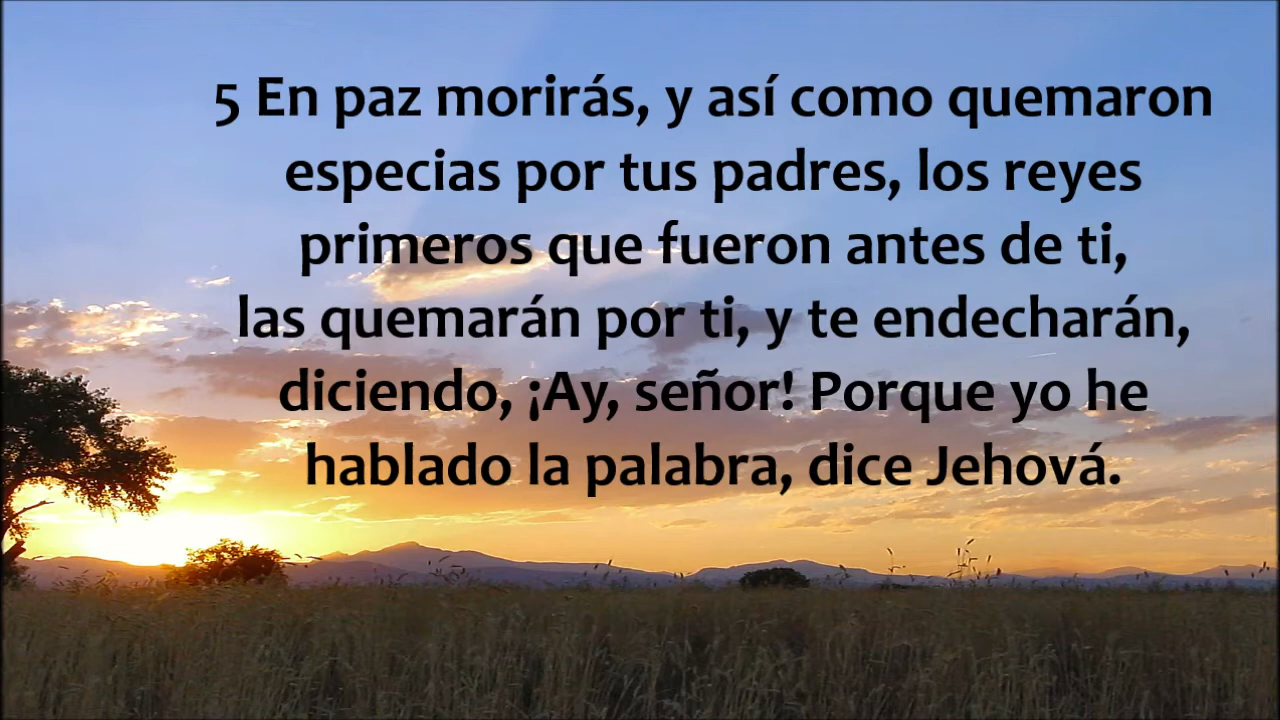 5 En paz morirás, y así como quemaron
especias por tus padres, los reyes
primeros que fueron antes de ti,
las quemarán por ti, y te endecharán,
diciendo, ¡Ay, señor! Porque yo he
hablado la palabra, dice Jehová.